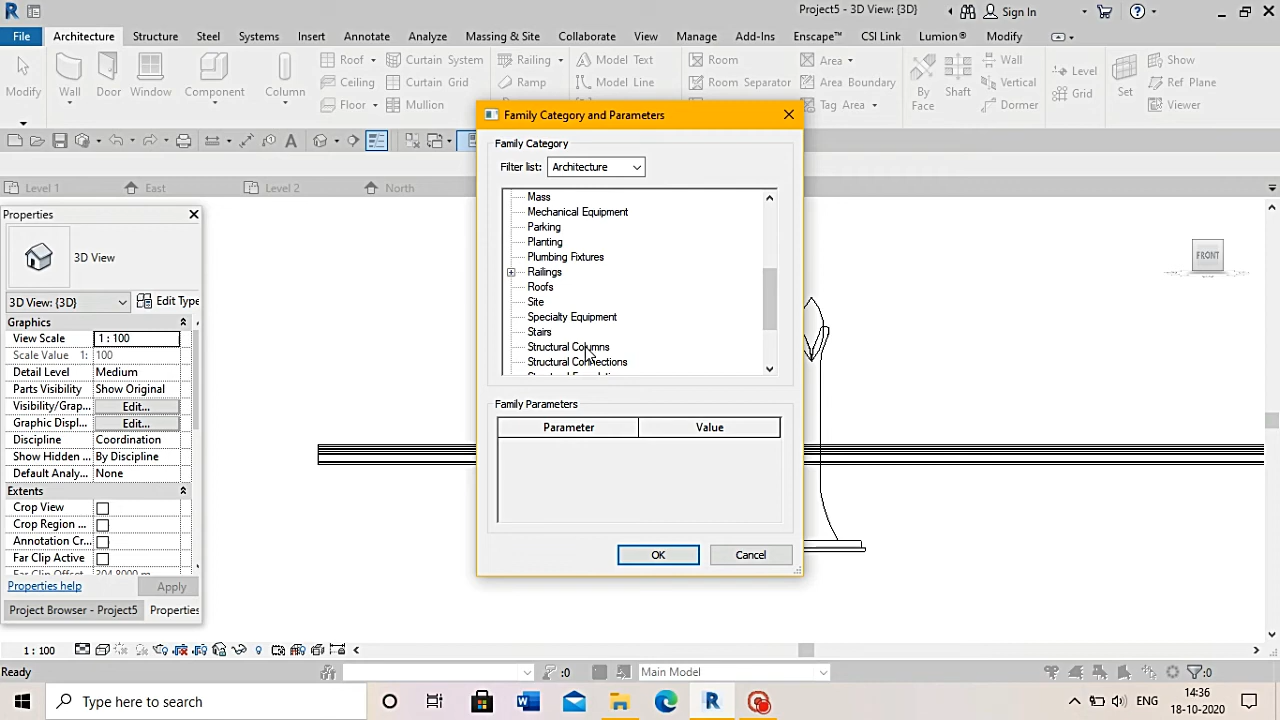 Project5 - 3D View: {3D}
Sign In
File
Architecture
Structure
Steel
Systems
Insert
Annotate
Analyze
Massing & Site
Collaborate
View
Manage
Add-Ins
Enscape™
CSI Link
Lumion®
Modify
Modify
Wall
Door
Window
Component
Column
Roof
Ceiling
Floor
Curtain System
Curtain Grid
Mullion
Railing
Ramp
Model Text
Model Line
Room
Room Separator
Area
Area Boundary
Tag Area
By
Face
Shaft
Wall
Vertical
Dormer
Level
Grid
Set
Show
Ref Plane
Level 1
East
Level 2
North
Properties
3D View
3D View: {3D}
Edit Type
Graphics
View Scale 1 : 100
Scale Value 1: 100
Detail Level Medium
Parts Visibility Show Original
Visibility/Grap... Edit...
Graphic Displ... Edit...
Discipline Coordination
Show Hidden ... By Discipline
Default Analy... None
Extents
Crop View
Crop Region ...
Annotation Cr...
Far Clip Active
Far Clip Offset 304.8000 m
Properties help
Apply
Project Browser - Project5
Properties
Family Category and Parameters
Family Category
Filter list: Architecture
Mass
Mechanical Equipment
Parking
Planting
Plumbing Fixtures
Railings
Roofs
Site
Specialty Equipment
Stairs
Structural Columns
Structural Connections
Family Parameters
Parameter Value
OK
Cancel
FRONT
1 : 100
Ready
:0
Main Model
:0
Type here to search
ENG
14:36
18-10-2020